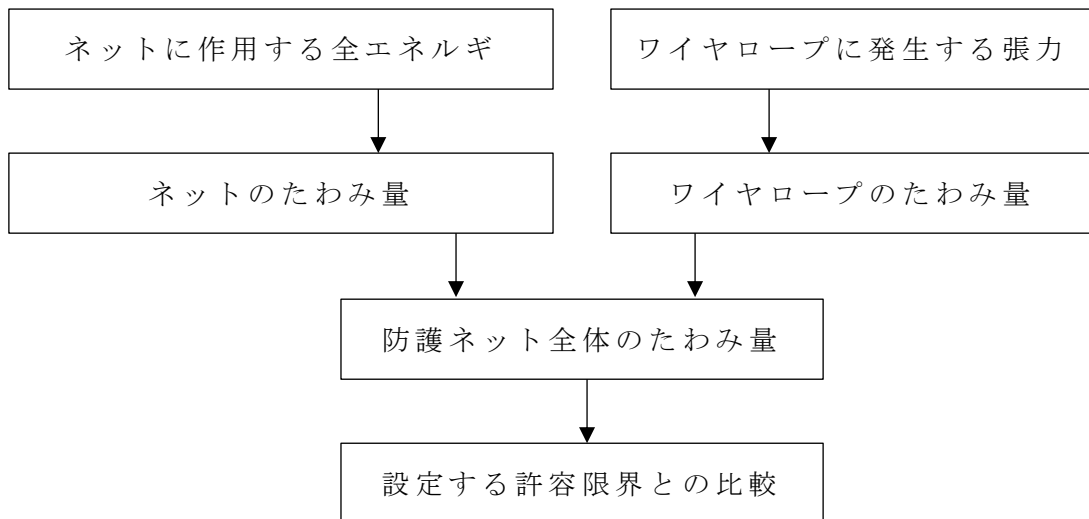 ネットに作用する全エネルギ
ワイヤロープに発生する張力
ネットのたわみ量
ワイヤロープのたわみ量
防護ネット全体のたわみ量
設定する許容限界との比較